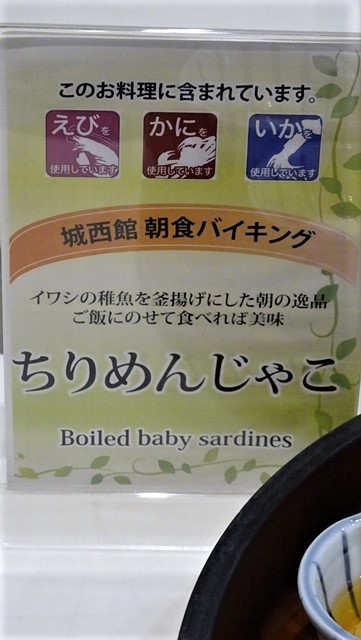 このお料理に含まれています。
えびを
使用しています
かにを
使用しています
いかを
使用しています
城西館 朝食バイキング
イワシの稚魚を釜揚げにした朝の逸品
ご飯にのせて食べれば美味
ちりめんじゃこ
Boiled baby sardines